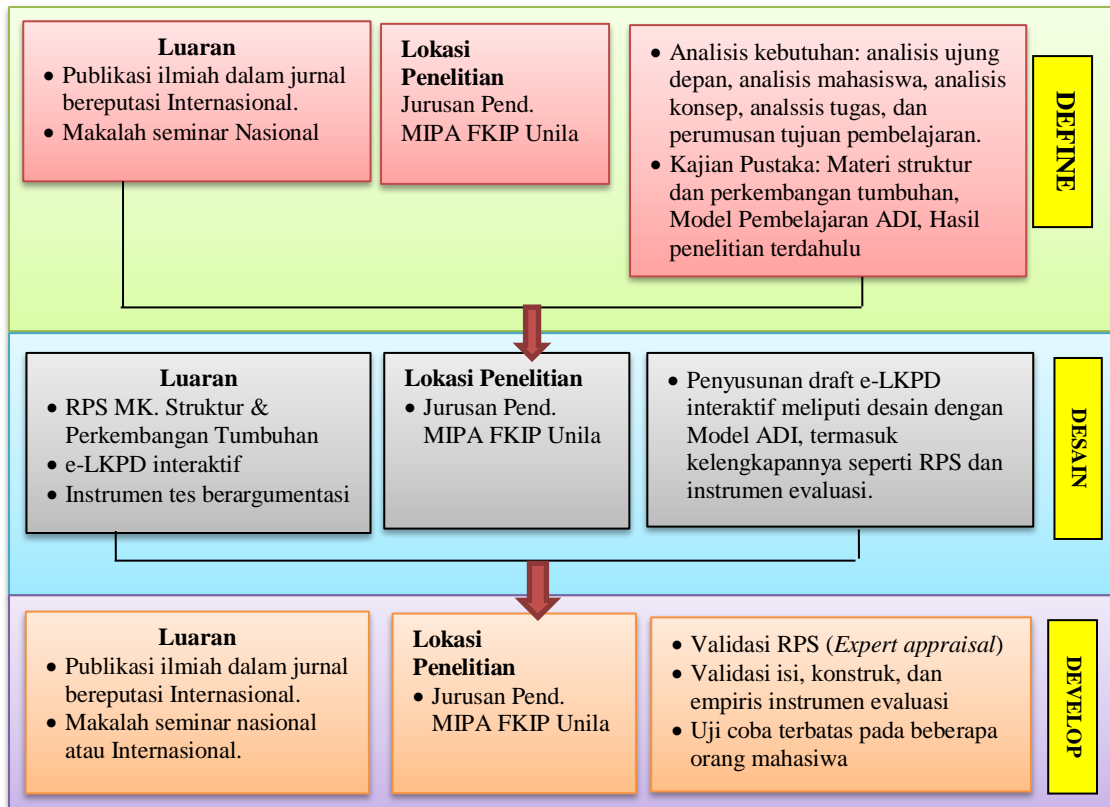 Luaran
• Publikasi ilmiah dalam jurnal
bereputasi Internasional.
• Makalah seminar Nasional
Lokasi
Penelitian
Jurusan Pend.
MIPA FKIP Unila
• Analisis kebutuhan: analisis ujung
depan, analisis mahasiswa, analisis
konsep, analssis tugas, dan
perumusan tujuan pembelajaran.
• Kajian Pustaka: Materi struktur
dan perkembangan tumbuhan,
Model Pembelajaran ADI, Hasil
penelitian terdahulu
DEFINE
Luaran
• RPS MK. Struktur &
Perkembangan Tumbuhan
• e-LKPD interaktif
• Instrumen tes berargumentasi
Lokasi Penelitian
• Jurusan Pend.
MIPA FKIP Unila
• Penyusunan draft e-LKPD
interaktif meliputi desain dengan
Model ADI, termasuk
kelengkapannya seperti RPS dan
instrumen evaluasi.
DESAIN
Luaran
• Publikasi ilmiah dalam jurnal
bereputasi Internasional.
• Makalah seminar nasional
atau Internasional.
Lokasi
Penelitian
• Jurusan Pend.
MIPA FKIP Unila
• Validasi RPS (Expert appraisal)
• Validasi isi, konstruk, dan
empiris instrumen evaluasi
• Uji coba terbatas pada beberapa
orang mahasiwa
DEVELOP